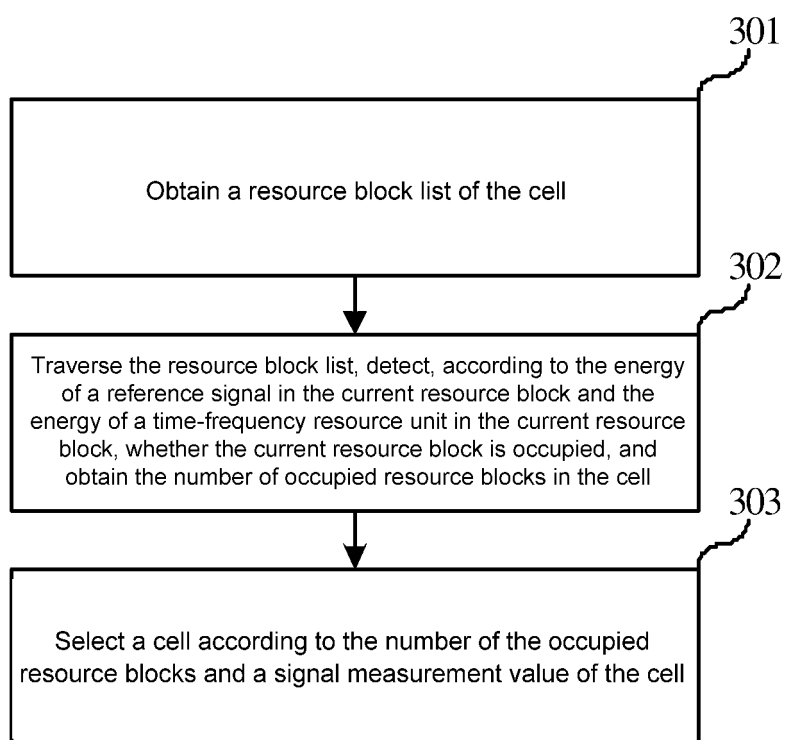 301
Obtain a resource block list of the cell
302
Traverse the resource block list, detect, according to the energy
of a reference signal in the current resource block and the
energy of a time-frequency resource unit in the current resource
block, whether the current resource block is occupied, and
obtain the number of occupied resource blocks in the cell
303
Select a cell according to the number of the occupied
resource blocks and a signal measurement value of the cell